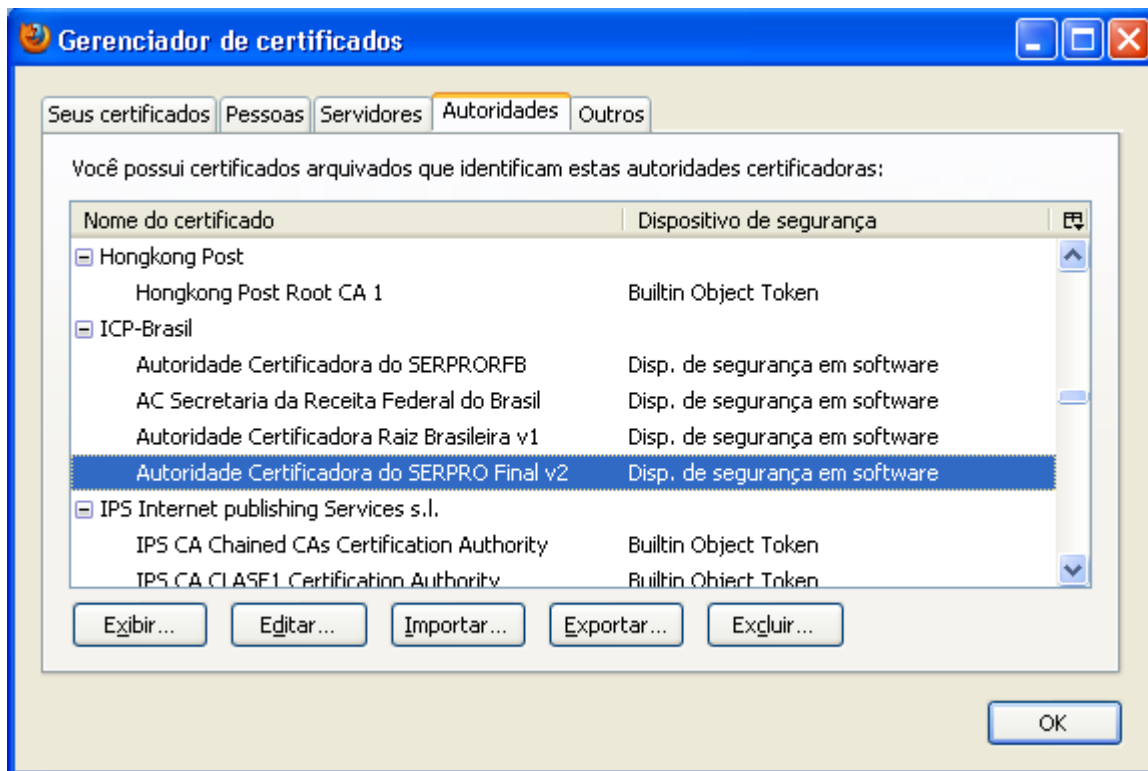 Gerenciador de certificados
Seus certificados Pessoas Servidores Autoridades Outros
Você possui certificados arquivados que identificam estas autoridades certificadoras:
Nome do certificado Dispositivo de segurança
Hongkong Post
Hongkong Post Root CA 1 Builtin Object Token
ICP-Brasil
Autoridade Certificadora do SERPRORFB Disp. de segurança em software
AC Secretaria da Receita Federal do Brasil Disp. de segurança em software
Autoridade Certificadora Raiz Brasileira v1 Disp. de segurança em software
Autoridade Certificadora do SERPRO Final v2 Disp. de segurança em software
IPS Internet publishing Services s.l.
IPS CA Chained CAs Certification Authority Builtin Object Token
IPS CA CLASE1 Certification Authority Builtin Object Token
Exibir... Editar... Importar... Exportar... Excluir...
OK